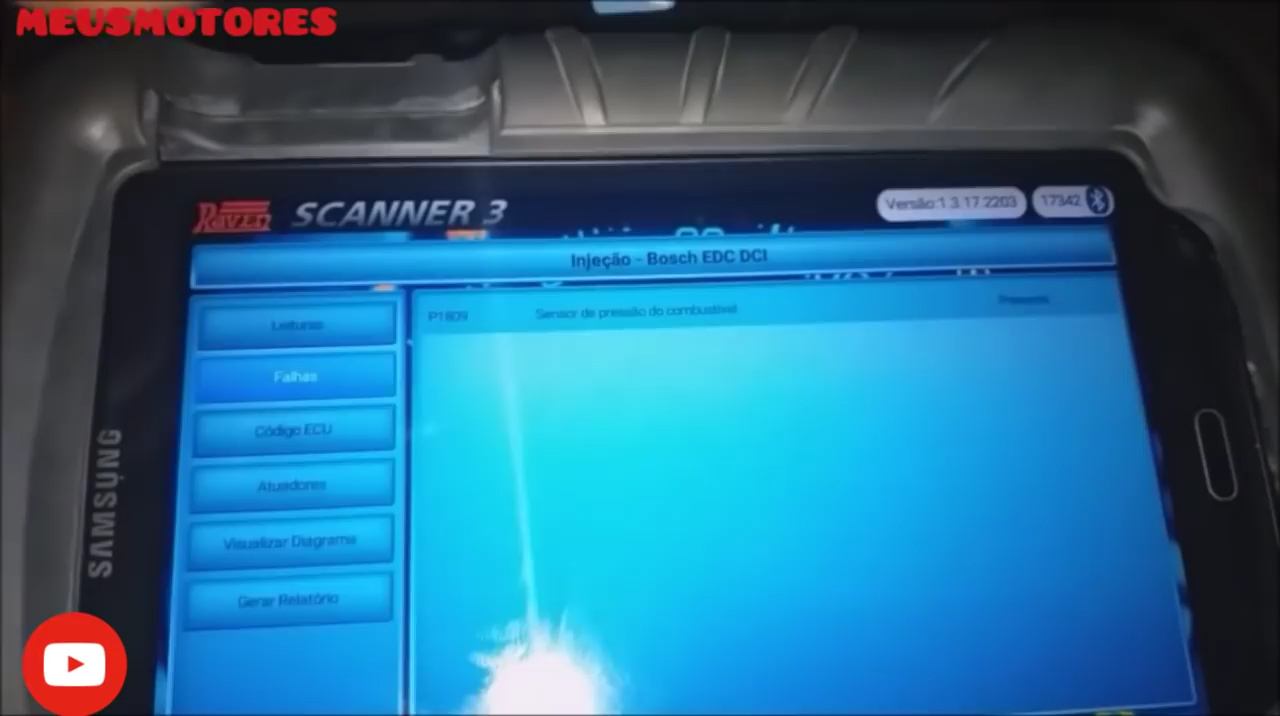 MEUSMOTORES
Raven SCANNER 3
Versão:1.3.17.2203
17342
Injeção - Bosch EDC DCI
Leituras
P1809 Sensor de pressão do combustível Presente
Falhas
Código ECU
Atuadores
Visualizar Diagrama
Gerar Relatório
SAMSUNG